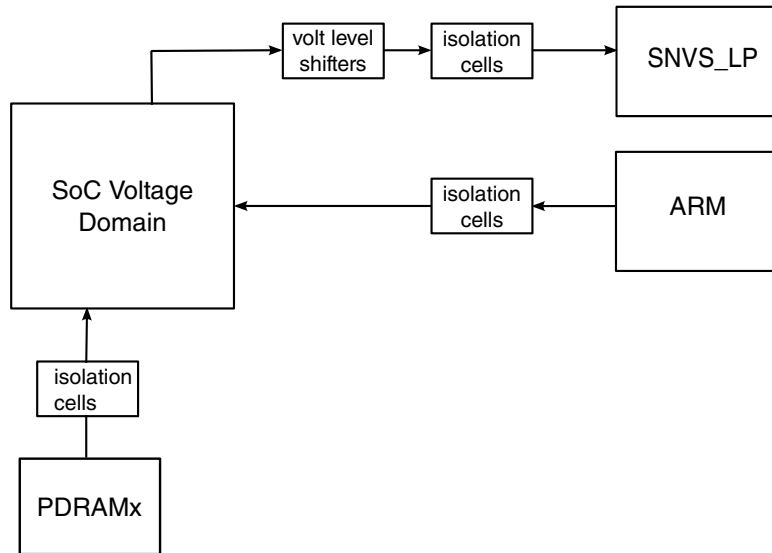 volt level
shifters
isolation
cells
SNVS_LP
SoC Voltage
Domain
isolation
cells
ARM
isolation
cells
PDRAMx